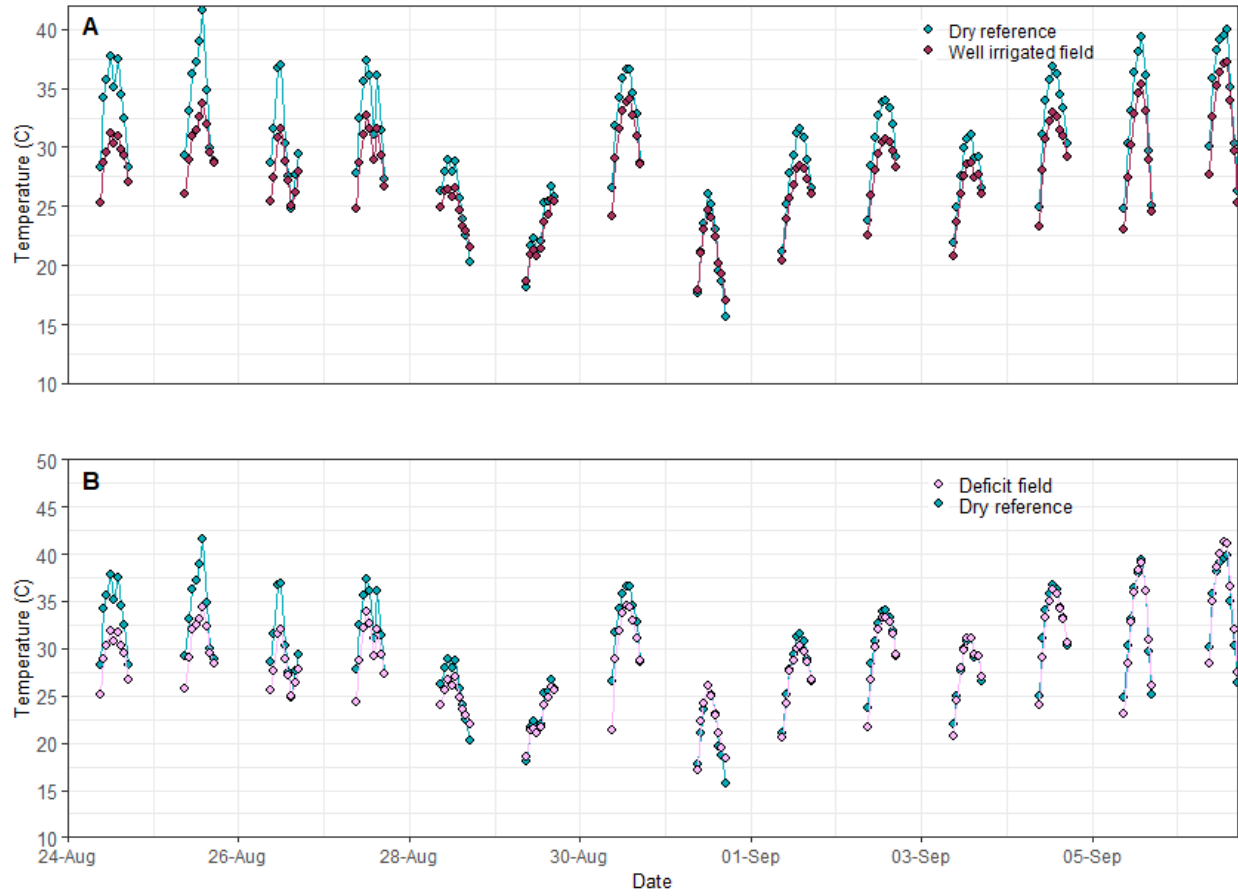 A
Dry reference
Well irrigated field
40
35
30
25
20
15
10
Temperature (C)
B
Deficit field
Dry reference
50
45
40
35
30
25
20
15
10
Temperature (C)
24-Aug 26-Aug 28-Aug 30-Aug 01-Sep 03-Sep 05-Sep
Date